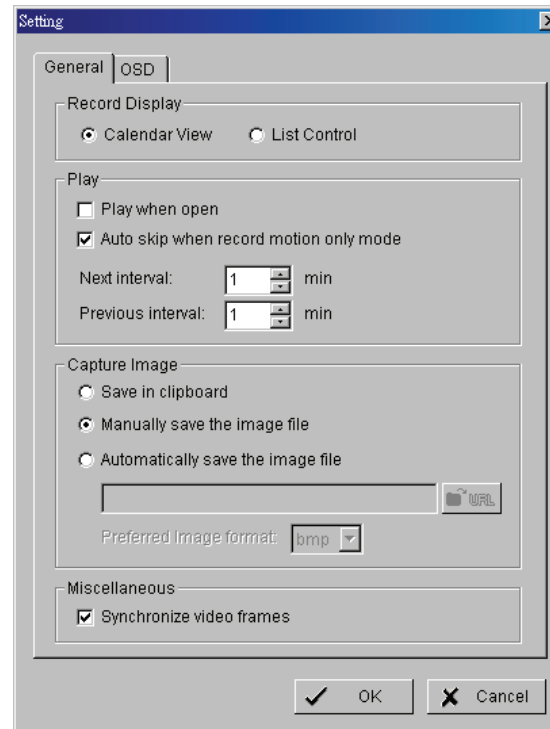 Setting
General OSD
Record Display
Calendar View List Control
Play
Play when open
Auto skip when record motion only mode
Next interval: 1 min
Previous interval: 1 min
Capture Image
Save in clipboard
Manually save the image file
Automatically save the image file
URL
Preferred Image format: bmp
Miscellaneous
Synchronize video frames
OK Cancel